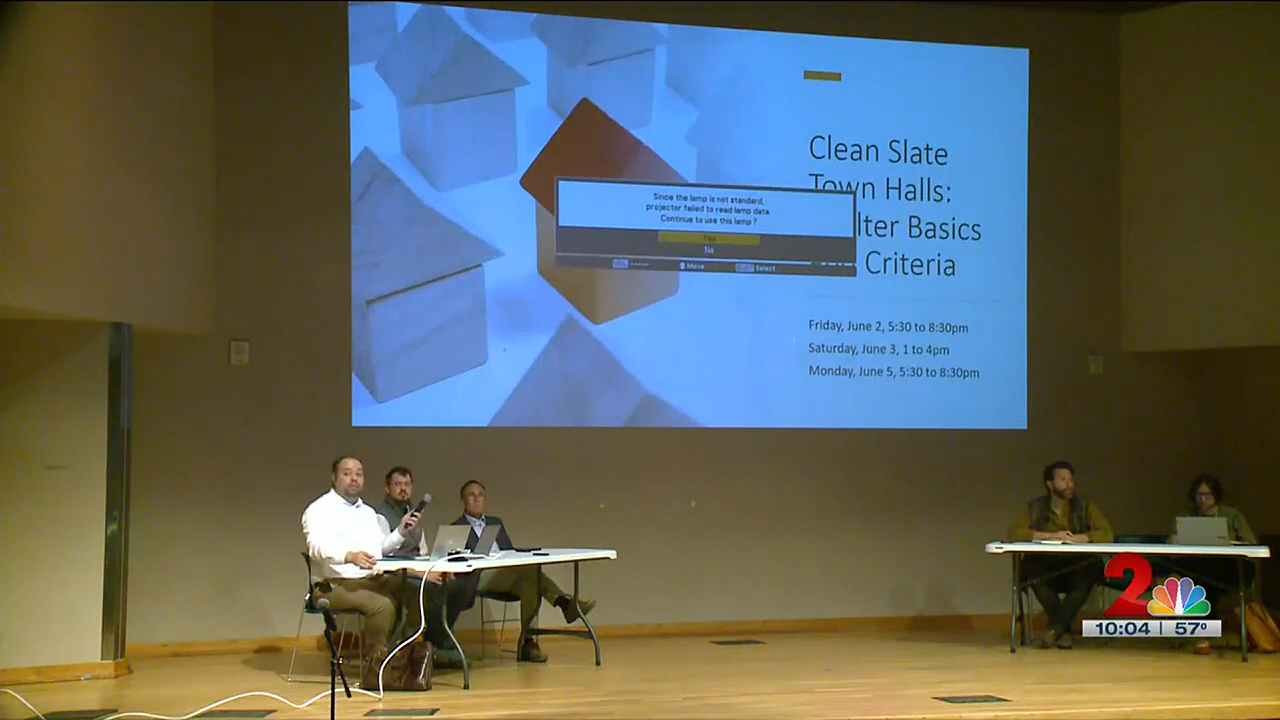 Clean Slate
Town Halls:
lter Basics
Criteria
Since the lamp is not standard,
projector failed to read lamp data.
Continue to use this lamp ?
Yes
No
Move
Select
Friday, June 2, 5:30 to 8:30pm
Saturday, June 3, 1 to 4pm
Monday, June 5, 5:30 to 8:30pm
2
10:04 | 57°